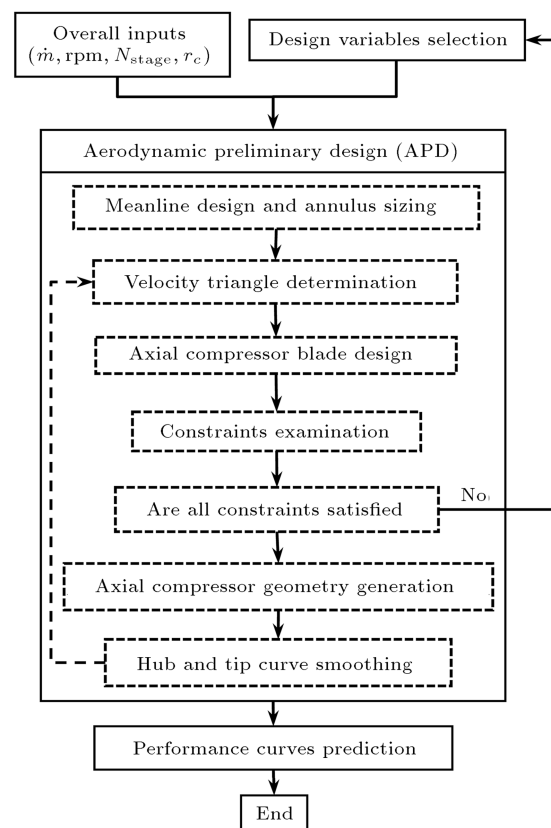 Overall inputs
(ṁ, rpm, N_stage, r_c)
Design variables selection
Aerodynamic preliminary design (APD)
Meanline design and annulus sizing
Velocity triangle determination
Axial compressor blade design
Constraints examination
Are all constraints satisfied
No
Axial compressor geometry generation
Hub and tip curve smoothing
Performance curves prediction
End